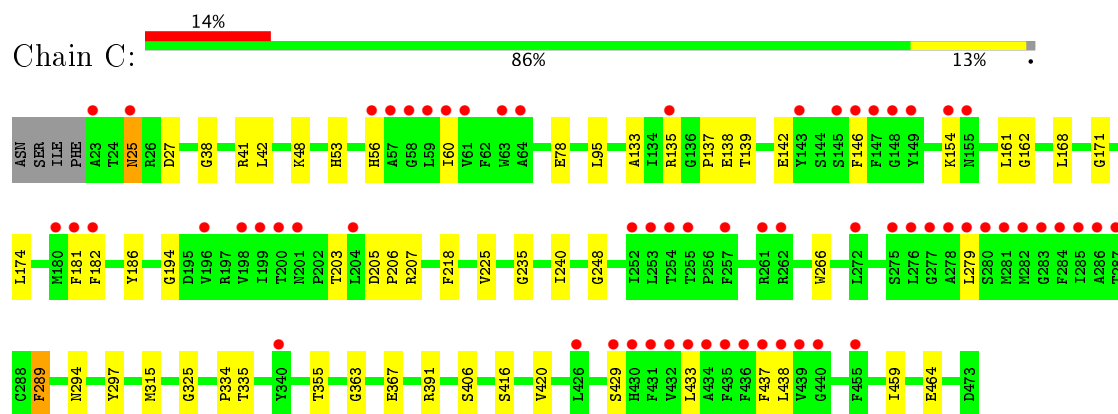 14%
Chain C:
86%
13%
ASN SER ILE PHE A23 T24 N25 R26 D27 G38 R41 L42 K48 H53 H56 A57 G58 L59 I60 V61 F62 W63 A64 E78 L95 A133 I134 R135 G136 P137 E138 T139 E142 Y143 S144 S145 F146 F147 G148 Y149 K154 N155 L161 G162 L168 G171
L174 M180 F181 F182 Y186 G194 D195 V196 R197 V198 I199 T200 N201 P202 T203 L204 D205 P206 R207 F218 V225 G235 I240 G248 I252 L253 T254 T255 P256 F257 R261 R262 W266 L272 S275 L276 G277 A278 L279 S280 M281 M282 G283 F284 I285 A286 T287
C288 F289 N294 Y297 M315 G325 P334 T335 Y340 T355 G363 E367 R391 S406 S416 V420 L426 S429 H430 F431 V432 L433 A434 F435 F436 F437 L438 V439 G440 F455 I459 E464 D473